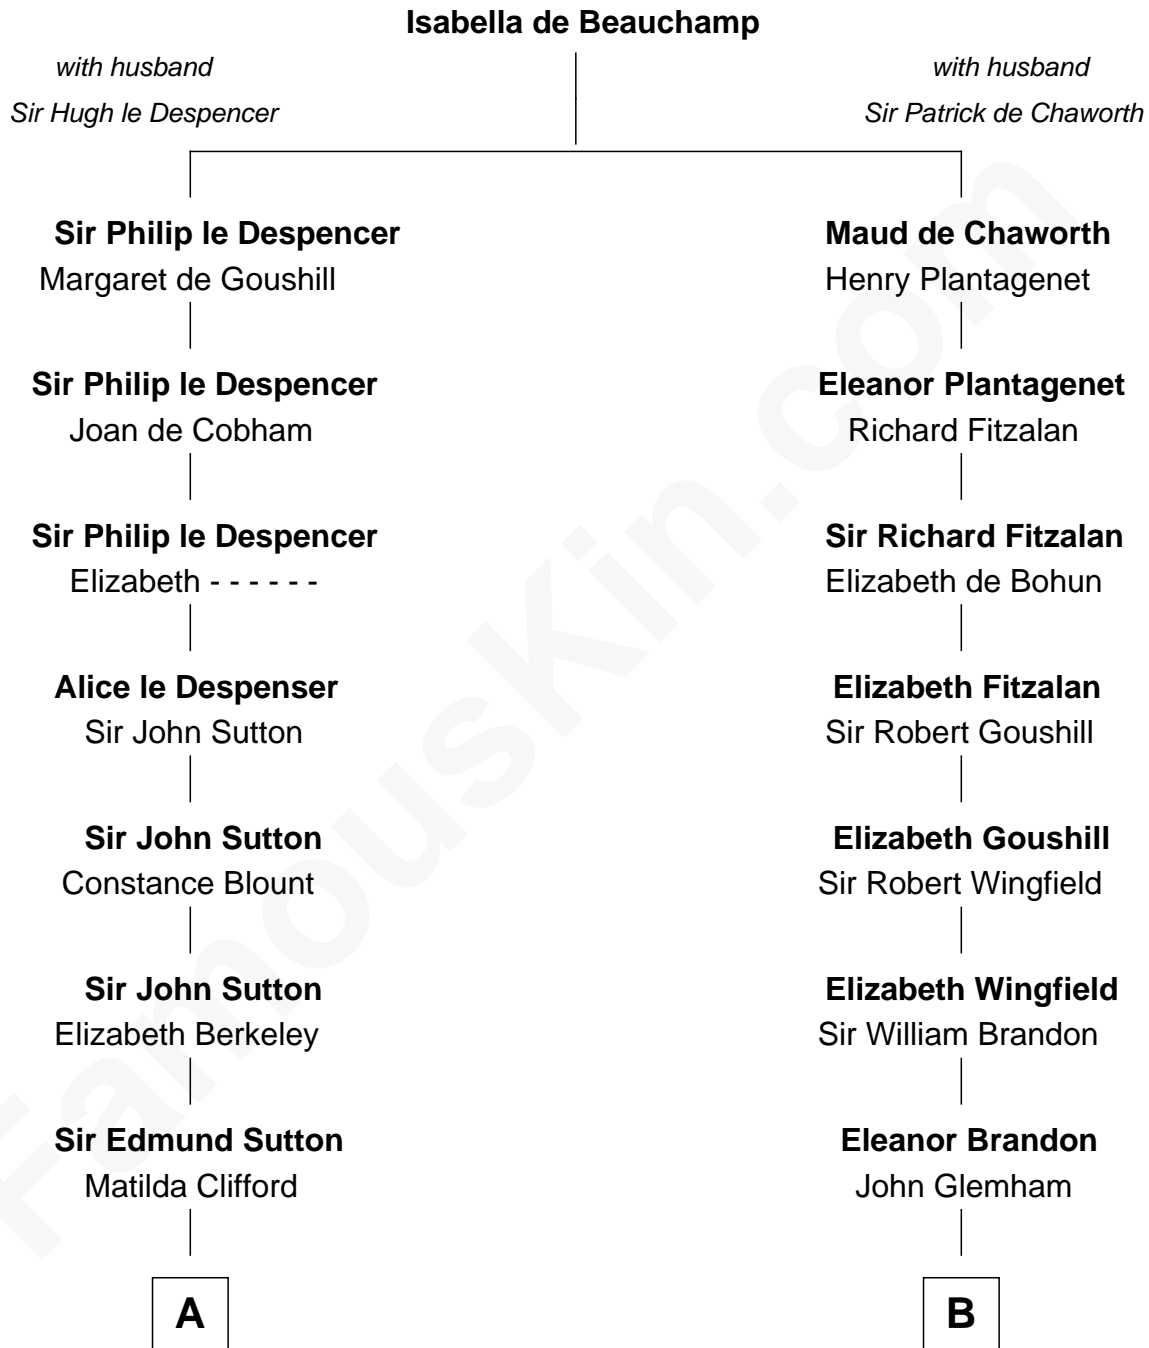 Isabella de Beauchamp
with husband
Sir Hugh le Despencer
with husband
Sir Patrick de Chaworth
Sir Philip le Despencer
Margaret de Goushill
Maud de Chaworth
Henry Plantagenet
Sir Philip le Despencer
Joan de Cobham
Eleanor Plantagenet
Richard Fitzalan
Sir Philip le Despencer
Elizabeth - - - - - -
Sir Richard Fitzalan
Elizabeth de Bohun
Alice le Despenser
Sir John Sutton
Elizabeth Fitzalan
Sir Robert Goushill
Sir John Sutton
Constance Blount
Elizabeth Goushill
Sir Robert Wingfield
Sir John Sutton
Elizabeth Berkeley
Elizabeth Wingfield
Sir William Brandon
Sir Edmund Sutton
Matilda Clifford
Eleanor Brandon
John Glemham
A
B
FamousKin.com